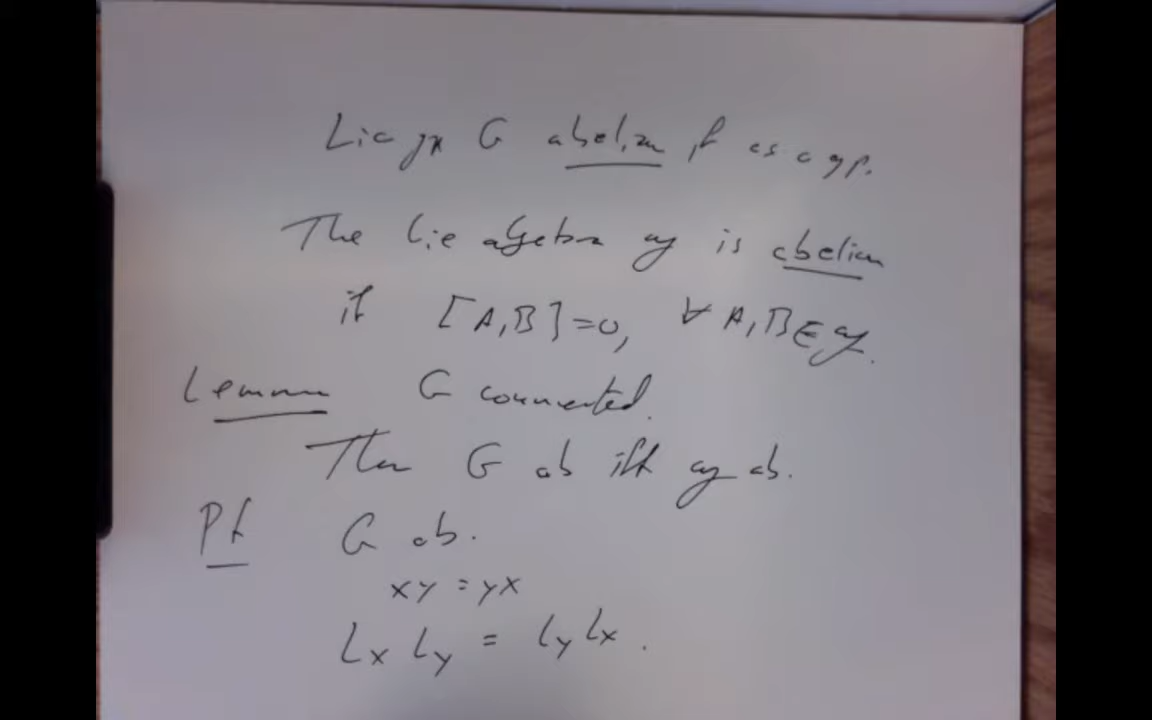 Lie gp G abelian if as a gp.
The Lie algebra 𝔤 is abelian
if [A,B]=0, ∀ A,B∈𝔤.
Lemma G connected.
Then G ab iff 𝔤 ab.
Pf G ab.
xy = yx
Lx Ly = Ly Lx.